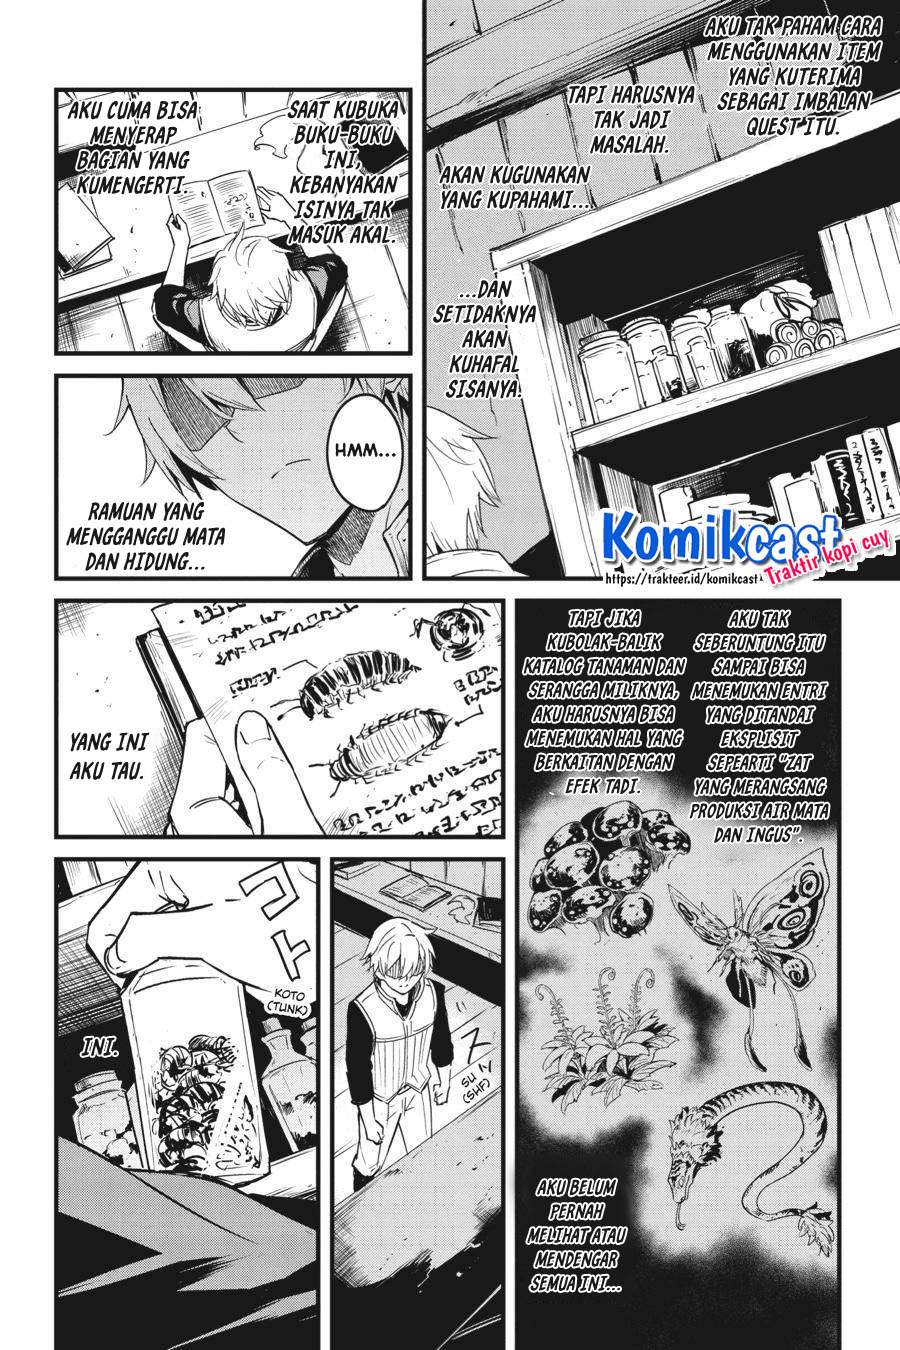 AKU TAK PAHAM CARA
MENGGUNAKAN ITEM
YANG KUTERIMA
SEBAGAI IMBALAN
QUEST ITU.
TAPI HARUSNYA
TAK JADI
MASALAH.
AKAN KUGUNAKAN
YANG KUPAHAMI...
...DAN
SETIDAKNYA
AKAN
KUHAFAL
SISANYA!
SAAT KUBUKA
BUKU-BUKU
INI,
KEBANYAKAN
ISINYA TAK
MASUK AKAL.
AKU CUMA BISA
MENYERAP
BAGIAN YANG
KUMENGERTI.
HMM...
RAMUAN YANG
MENGGANGGU MATA
DAN HIDUNG...
Komikcast
Traktir kopi cuy
https://trakteer.id/komikcast
AKU TAK
SEBERUNTUNG ITU
SAMPAI BISA
MENEMUKAN ENTRI
YANG DITANDAI
EKSPLISIT
SEPEARTI "ZAT
YANG MERANGSANG
PRODUKSI AIR MATA
DAN INGUS".
TAPI JIKA
KUBOLAK-BALIK
KATALOG TANAMAN DAN
SERANGGA MILIKNYA,
AKU HARUSNYA BISA
MENEMUKAN HAL YANG
BERKAITAN DENGAN
EFEK TADI.
AKU BELUM
PERNAH
MELIHAT ATAU
MENDENGAR
SEMUA INI...
YANG INI
AKU TAU.
スッ
SU
(SHF)
コト
KOTO
(TUNK)
INI.